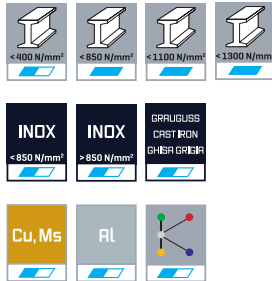 <400 N/mm² <850 N/mm² <1100 N/mm² <1300 N/mm²
INOX INOX GRAUGUSS
CAST IRON
GHISA GRIGIA
<850 N/mm² >850 N/mm²
Cu, Ms Al